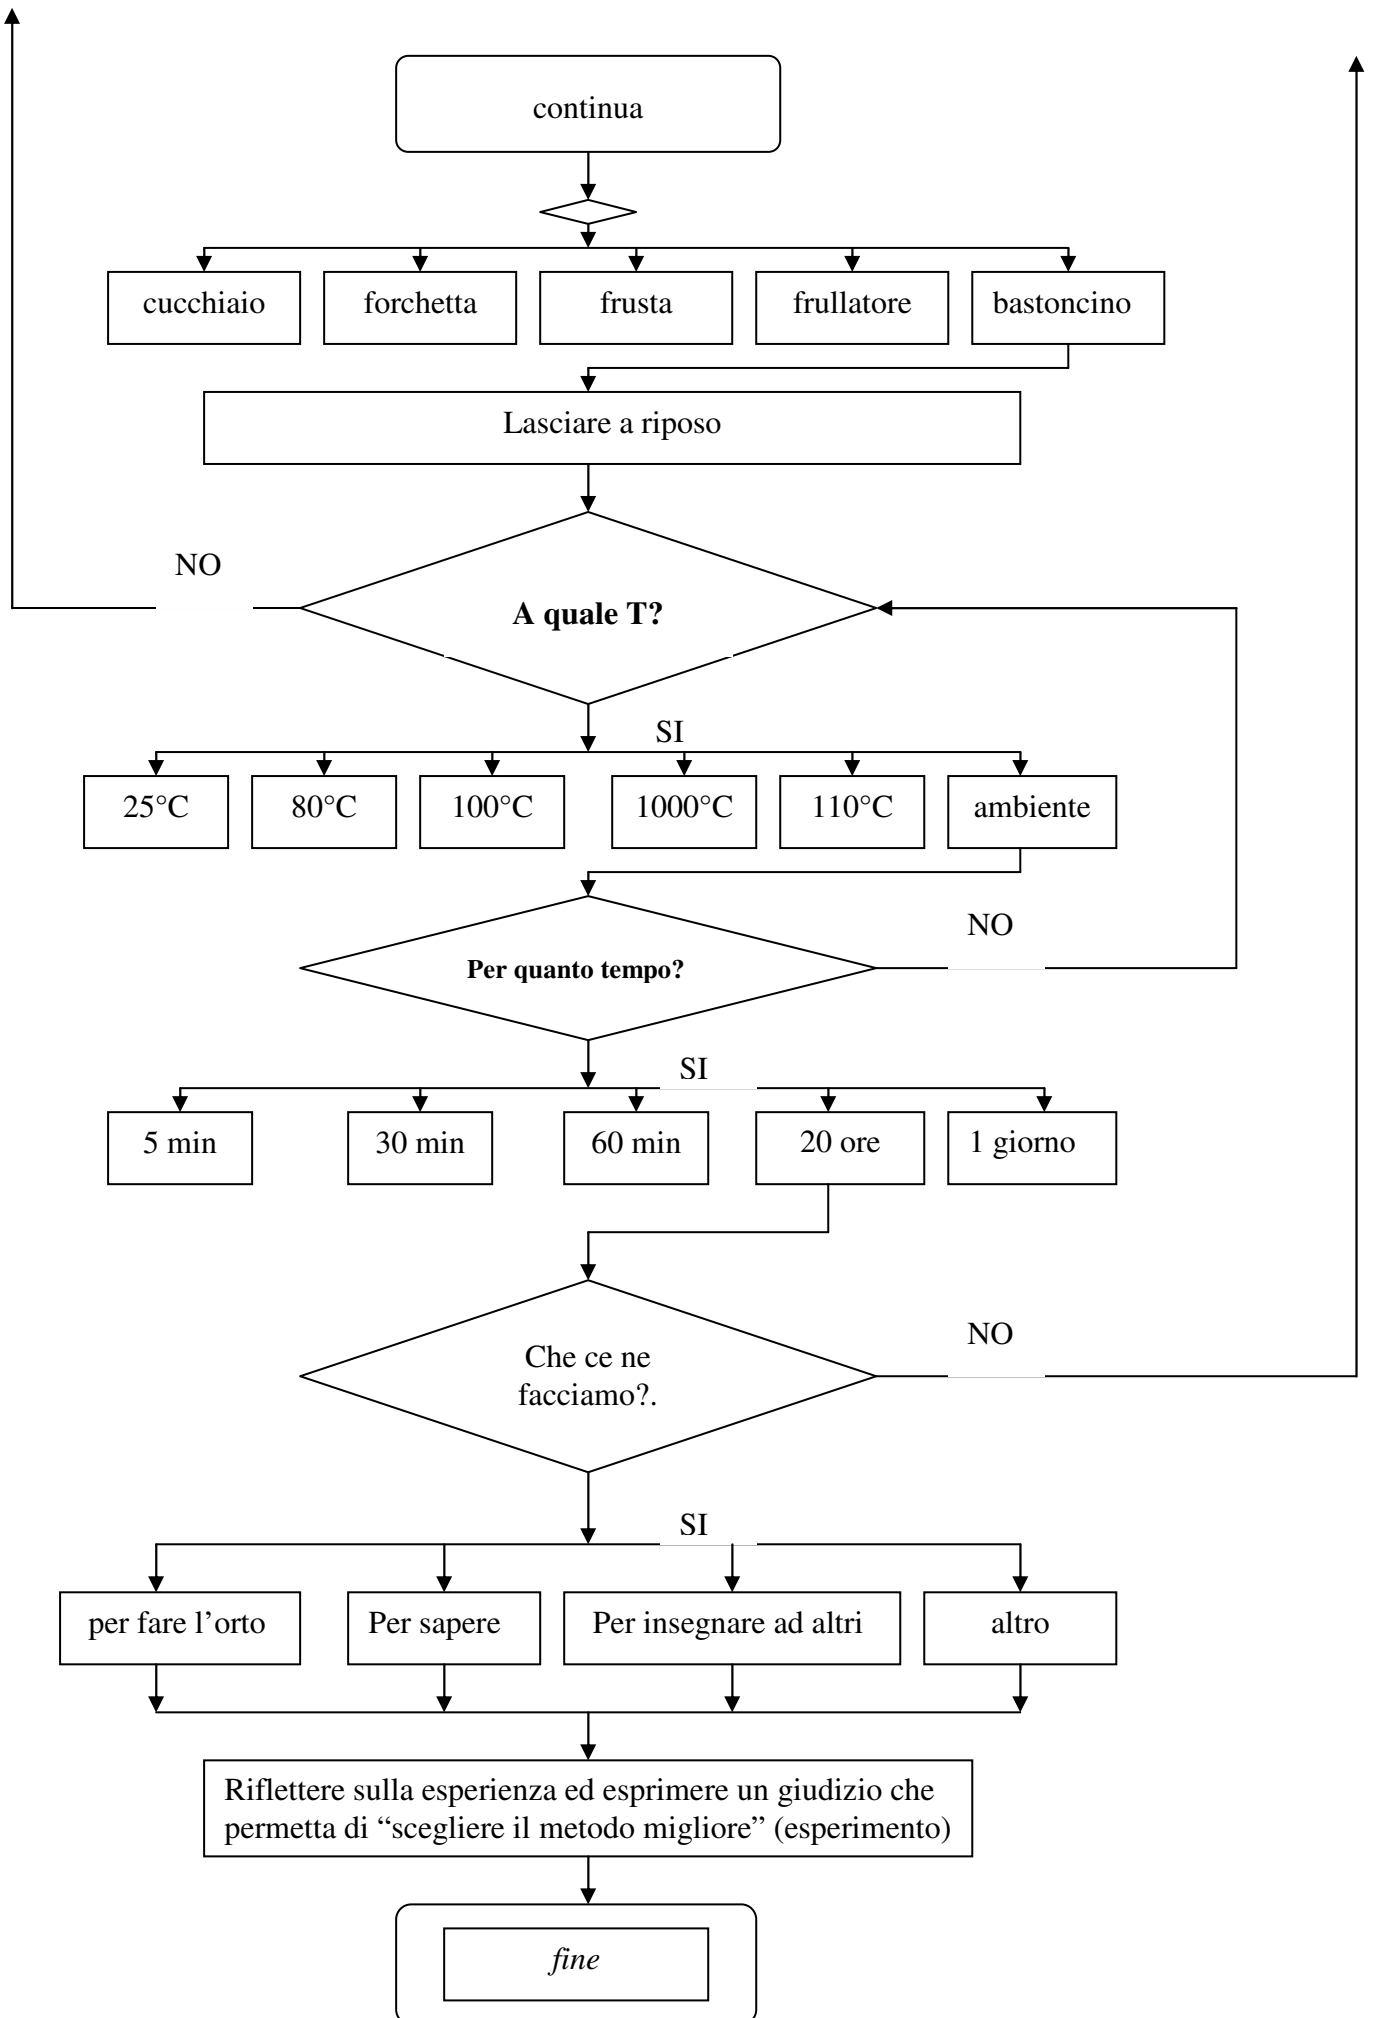 continua
cucchiaio
forchetta
frusta
frullatore
bastoncino
Lasciare a riposo
NO
A quale T?
SI
25°C
80°C
100°C
1000°C
110°C
ambiente
NO
Per quanto tempo?
SI
5 min
30 min
60 min
20 ore
1 giorno
NO
Che ce ne
facciamo?.
SI
per fare l’orto
Per sapere
Per insegnare ad altri
altro
Riflettere sulla esperienza ed esprimere un giudizio che
permetta di “scegliere il metodo migliore” (esperimento)
fine